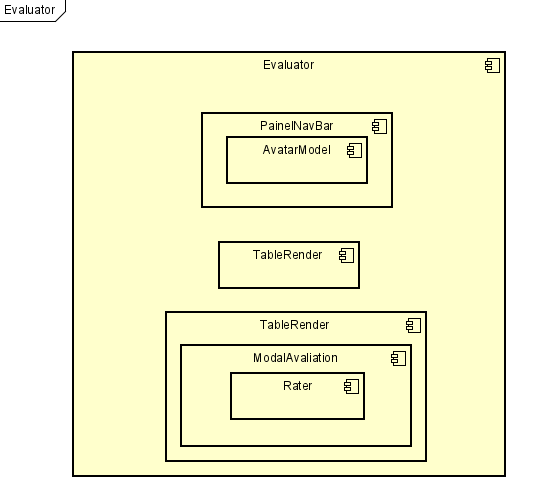 Evaluator
Evaluator
PainelNavBar
AvatarModel
TableRender
TableRender
ModalAvaliation
Rater